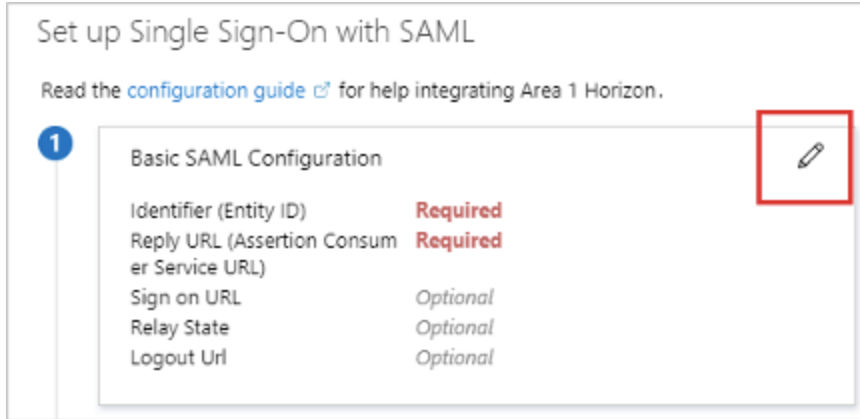 Set up Single Sign-On with SAML
Read the configuration guide for help integrating Area 1 Horizon.
1
Basic SAML Configuration
Identifier (Entity ID) Required
Reply URL (Assertion Consum Required
er Service URL)
Sign on URL Optional
Relay State Optional
Logout Url Optional